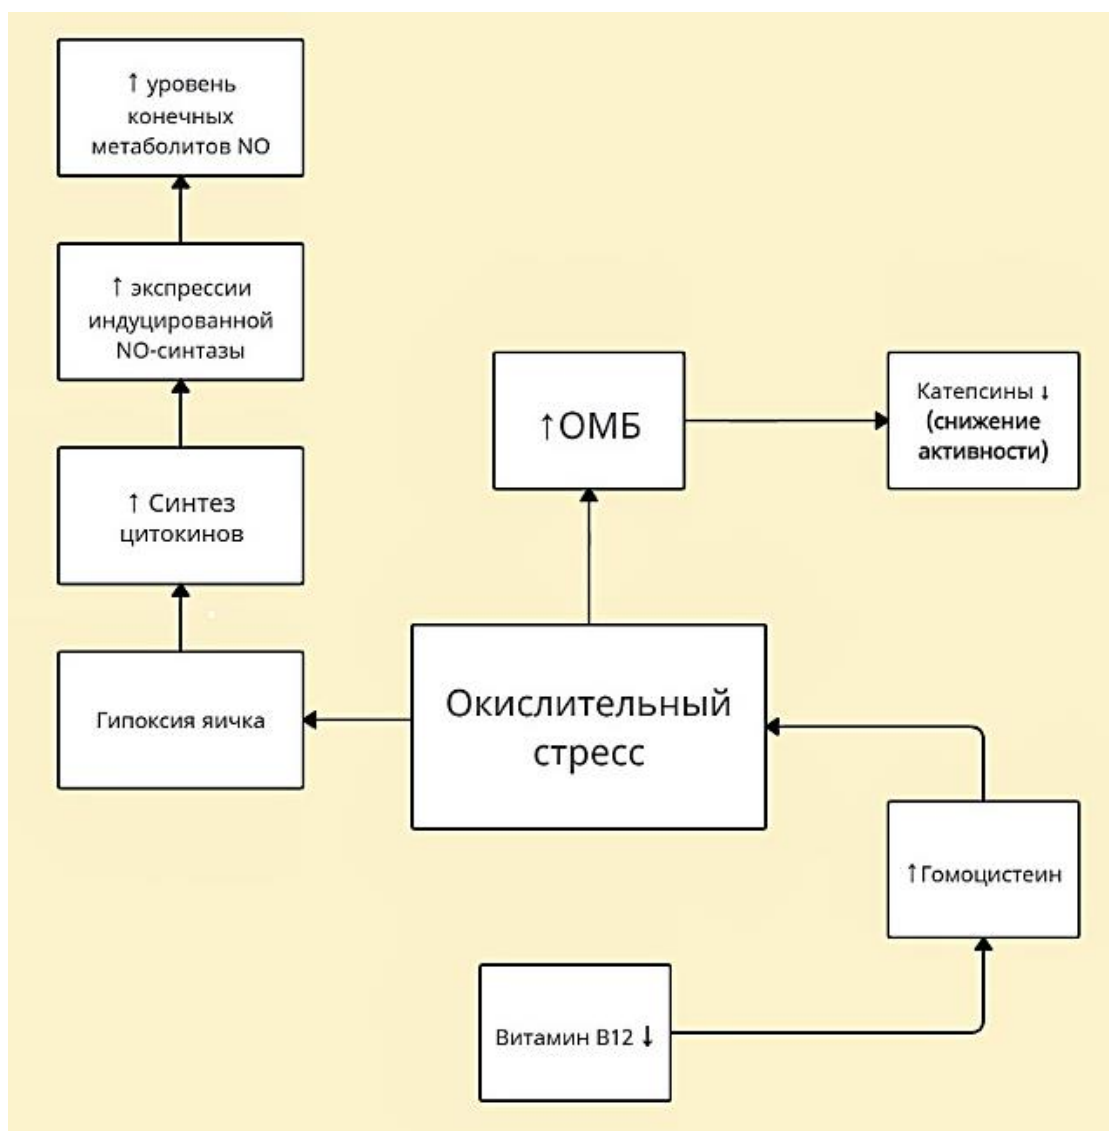 ↑ уровень
конечных
метаболитов NO
↑ экспрессии
индуцированной
NO-синтазы
↑ОМБ
Катепсины ↓
(снижение
активности)
↑ Синтез
цитокинов
Окислительный
стресс
Гипоксия яичка
↑Гомоцистеин
Витамин В12 ↓